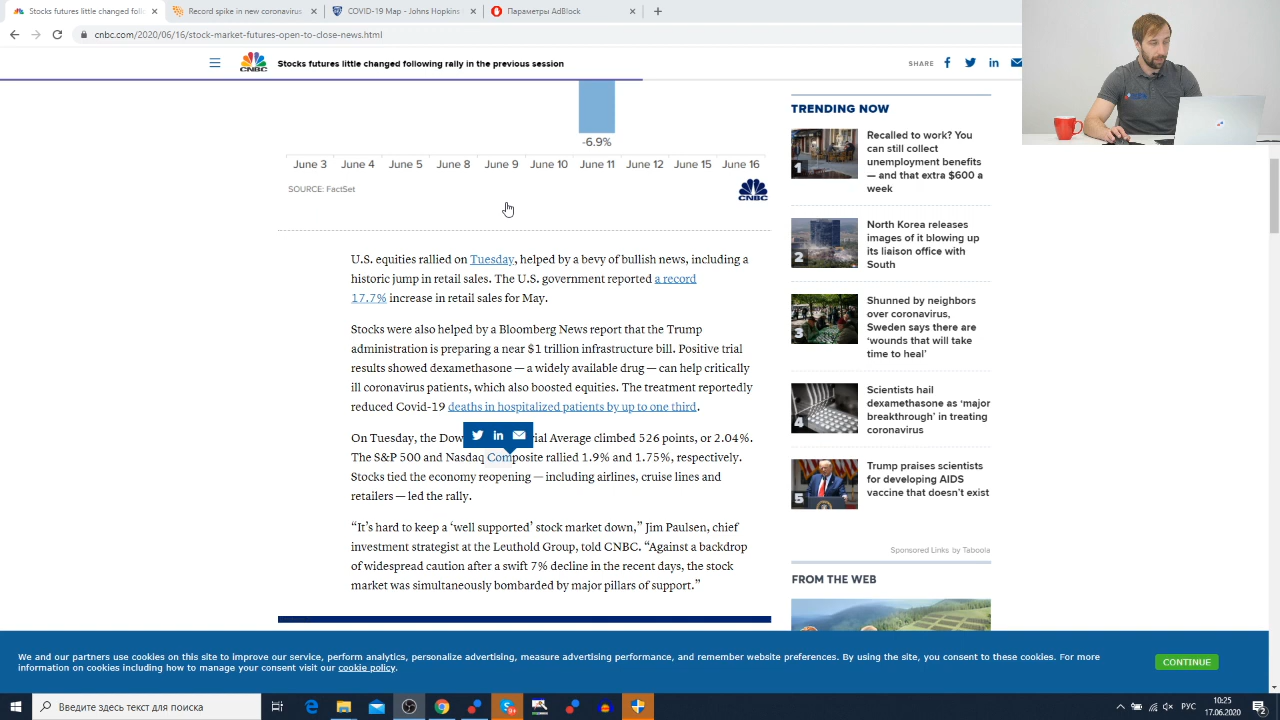 Stocks futures little changed foll
Record spike in new coronavirus
COVID-19 Map - Johns Hopkins U
Параметры AdBlock
cnbc.com/2020/06/16/stock-market-futures-open-to-close-news.html
CNBC
Stocks futures little changed following rally in the previous session
SHARE
-6.9%
June 3 June 4 June 5 June 8 June 9 June 10 June 11 June 12 June 15 June 16
SOURCE: FactSet
CNBC
U.S. equities rallied on Tuesday, helped by a bevy of bullish news, including a
historic jump in retail sales. The U.S. government reported a record
17.7% increase in retail sales for May.
Stocks were also helped by a Bloomberg News report that the Trump
administration is preparing a near $1 trillion infrastructure bill. Positive trial
results showed dexamethasone — a widely available drug — can help critically
ill coronavirus patients, which also boosted equities. The treatment reportedly
reduced Covid-19 deaths in hospitalized patients by up to one third.
On Tuesday, the Dow ial Average climbed 526 points, or 2.04%.
The S&P 500 and Nasdaq Composite rallied 1.9% and 1.75%, respectively.
Stocks tied the economy reopening — including airlines, cruise lines and
retailers — led the gains.
“It’s hard to keep a ‘well supported’ stock market down,” Jim Paulsen, chief
investment strategist at the Leuthold Group, told CNBC. “Against a backdrop
of widespread caution after a swift 7% decline in the recent days, the stock
market was simultaneously bombarded by major pillars of support.”
TRENDING NOW
1
Recalled to work? You
can still collect
unemployment benefits
— and that extra $600 a
week
2
North Korea releases
images of it blowing up
its liaison office with
South
3
Shunned by neighbors
over coronavirus,
Sweden says there are
‘wounds that will take
time to heal’
4
Scientists hail
dexamethasone as ‘major
breakthrough’ in treating
coronavirus
5
Trump praises scientists
for developing AIDS
vaccine that doesn’t exist
Sponsored Links by Taboola
FROM THE WEB
We and our partners use cookies on this site to improve our service, perform analytics, personalize advertising, measure advertising performance, and remember website preferences. By using the site, you consent to these cookies. For more
information on cookies including how to manage your consent visit our cookie policy.
CONTINUE
Введите здесь текст для поиска
РУС
10:25
17.06.2020
2